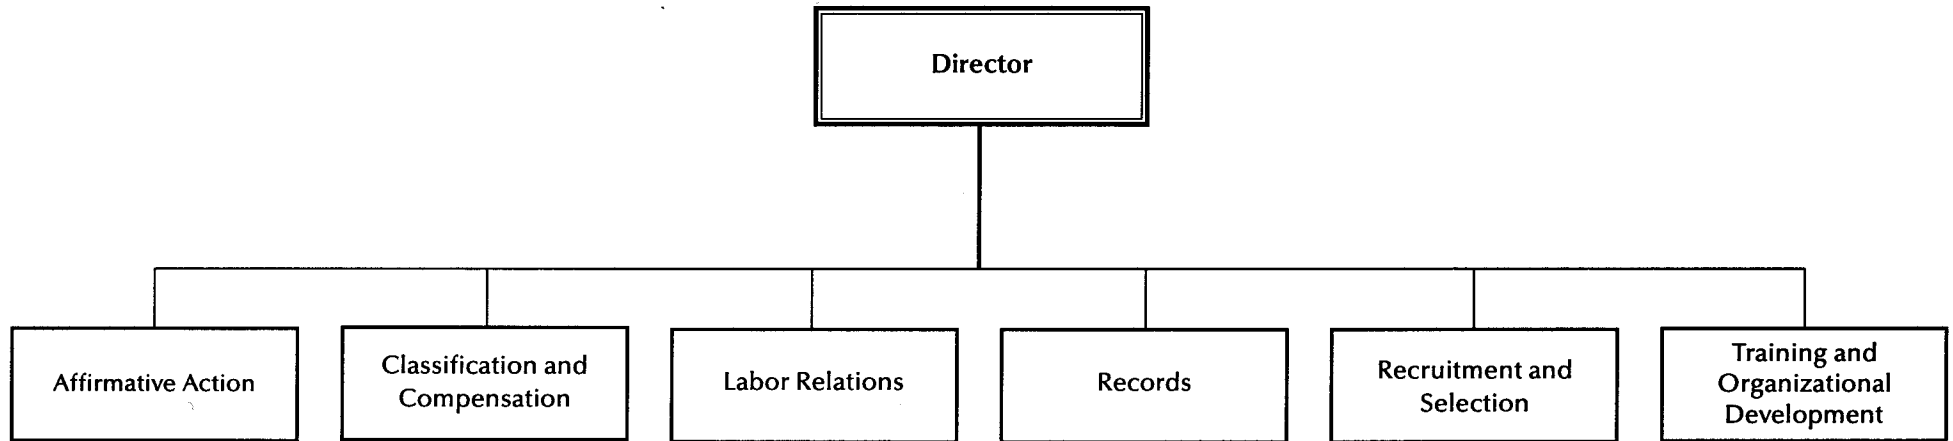 Director
Affirmative Action
Classification and
Compensation
Labor Relations
Records
Recruitment and
Selection
Training and
Organizational
Development